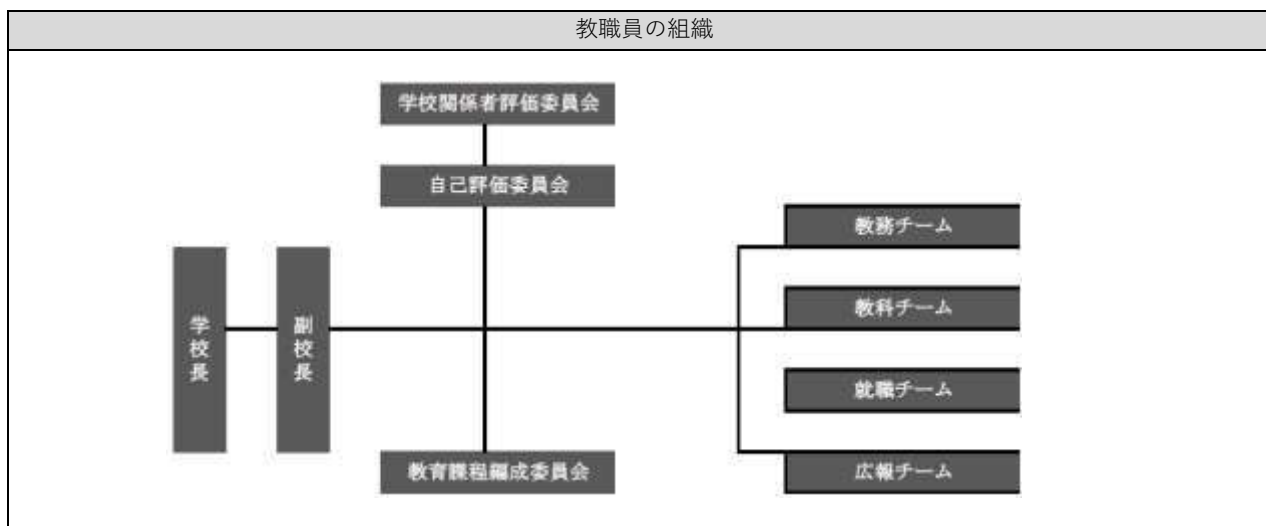 教職員の組織
学校関係者評価委員会
自己評価委員会
教務チーム
学校長
副校長
教科チーム
就職チーム
教育課程編成委員会
広報チーム